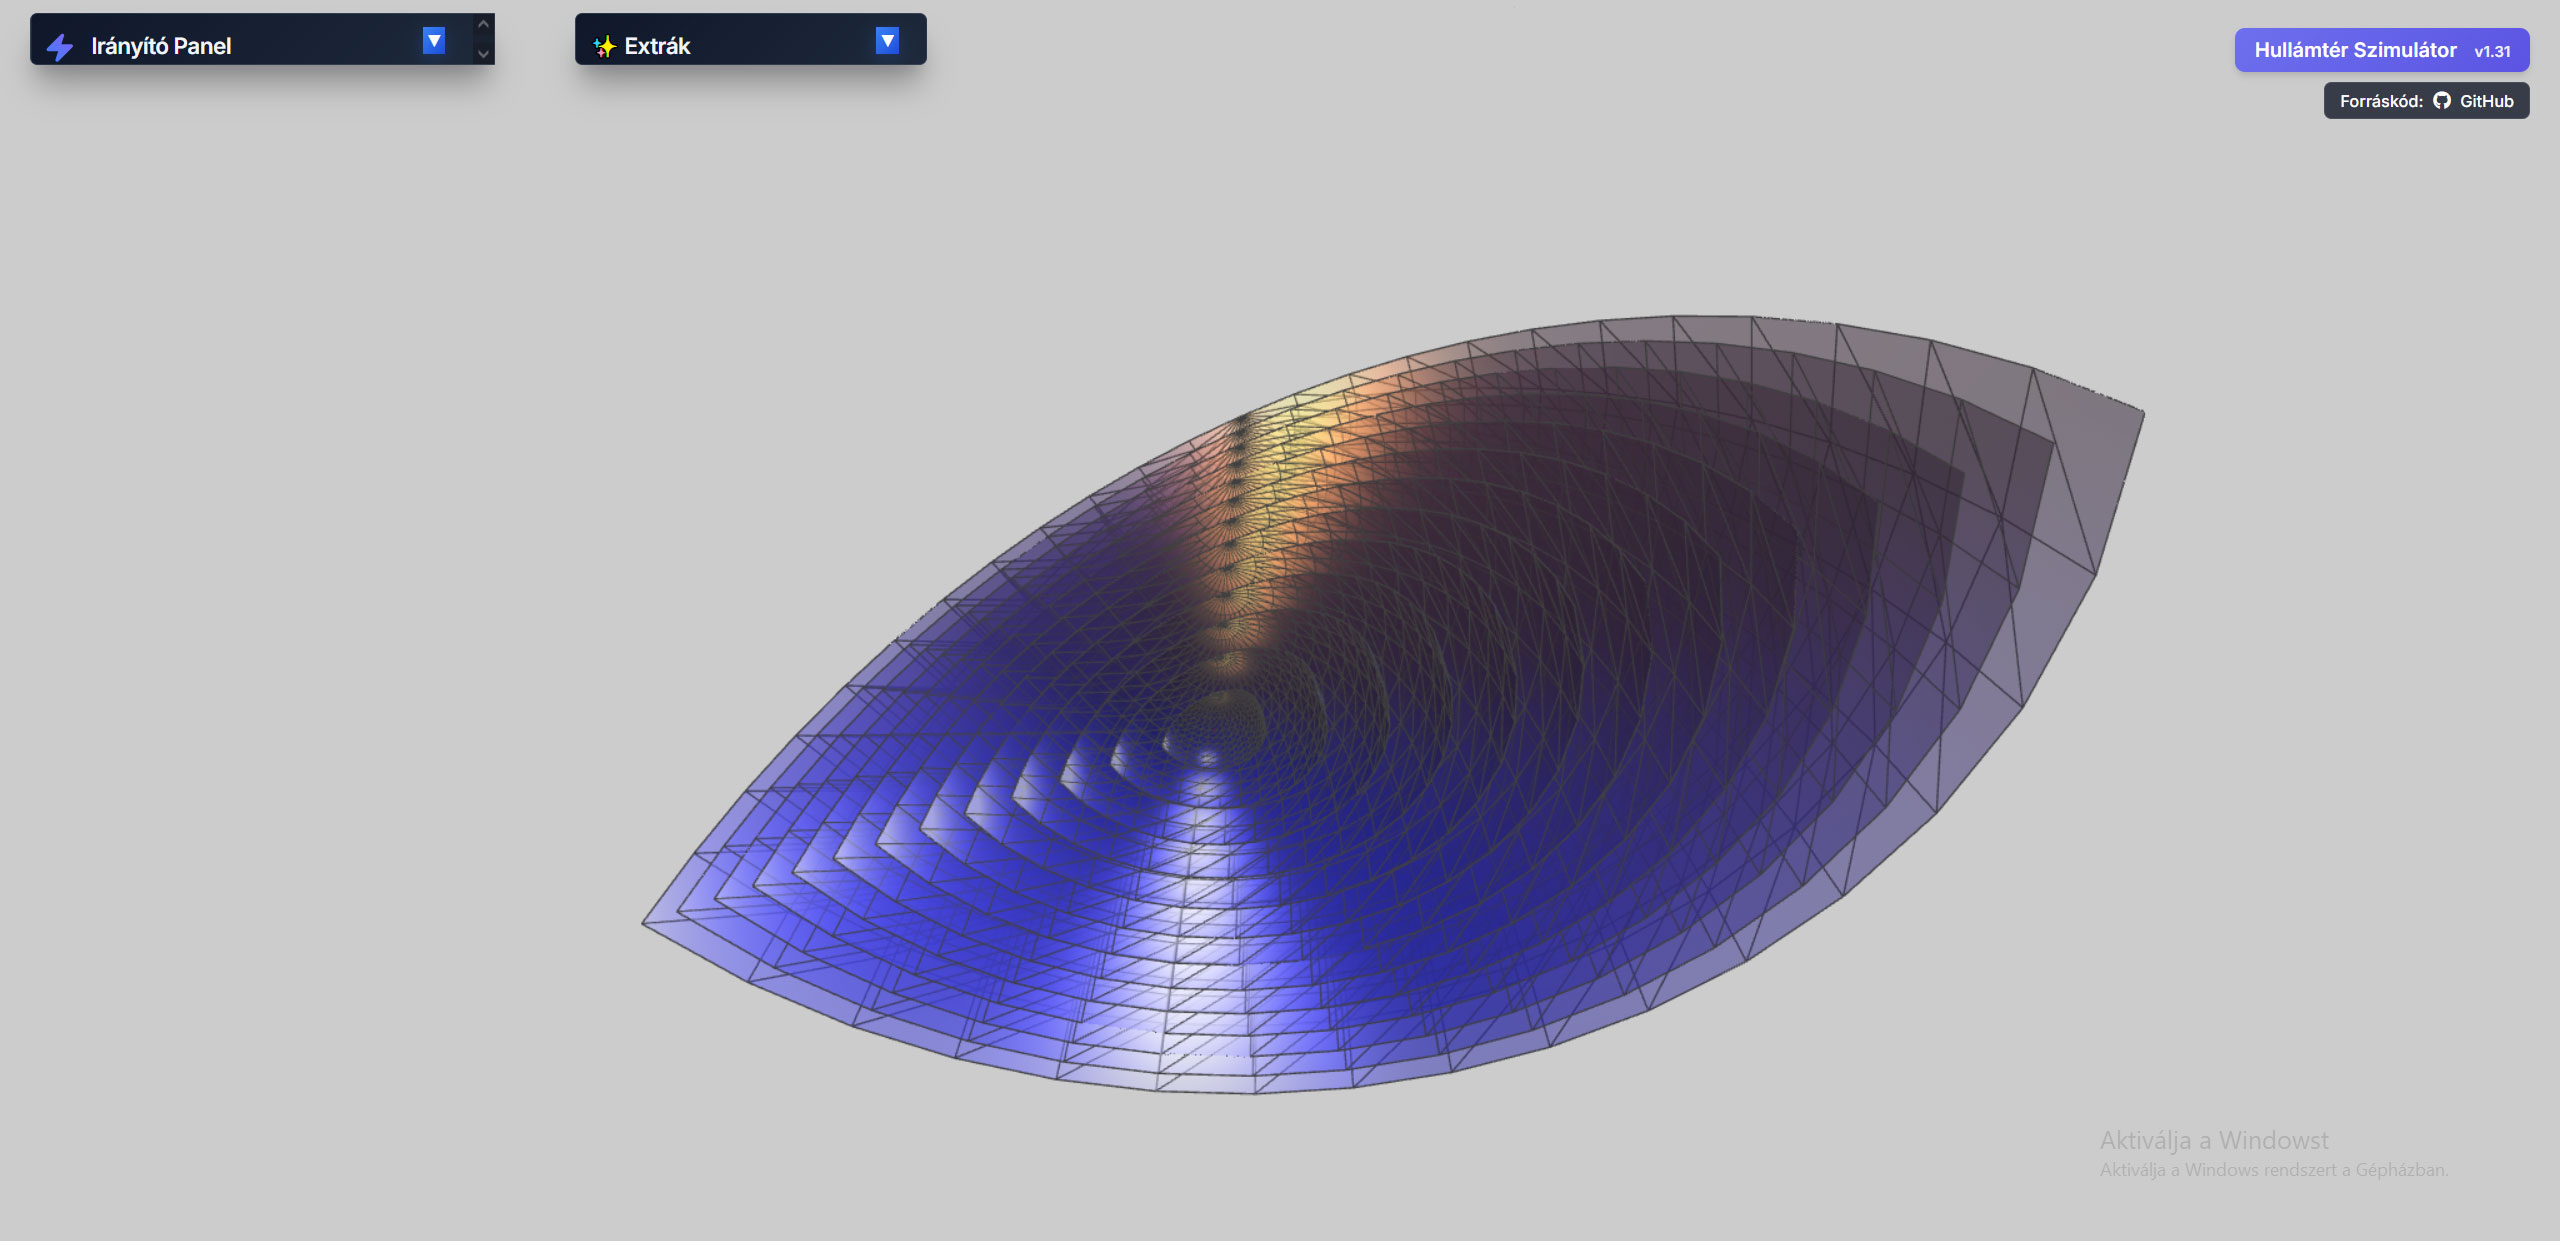 Irányító Panel
Extrák
Hullámtér Szimulátor v1.31
Forráskód: GitHub
Aktiválja a Windowst
Aktiválja a Windows rendszert a Gépházban.